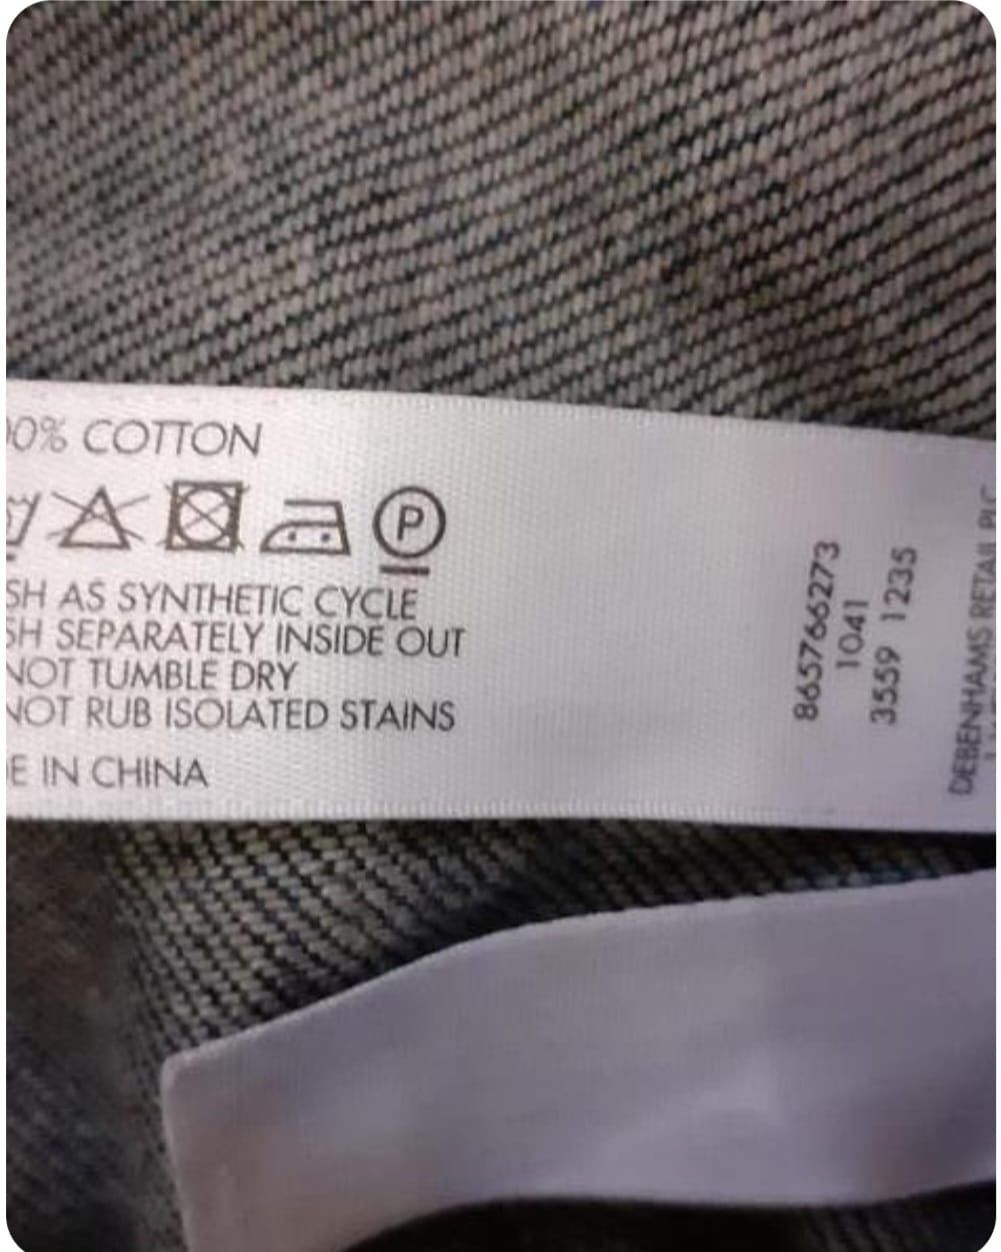 00% COTTON
P
SH AS SYNTHETIC CYCLE
SH SEPARATELY INSIDE OUT
NOT TUMBLE DRY
NOT RUB ISOLATED STAINS
E IN CHINA
865766273
1041
3559 1235
DEBENHAMS RETAIL PLC